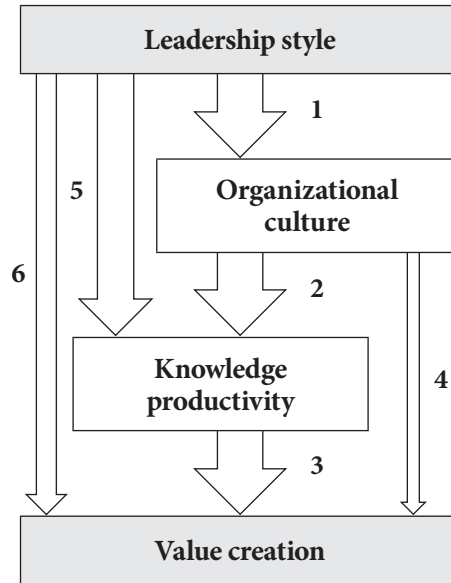 Leadership style
1
Organizational
culture
5
6
2
Knowledge
productivity
4
3
Value creation